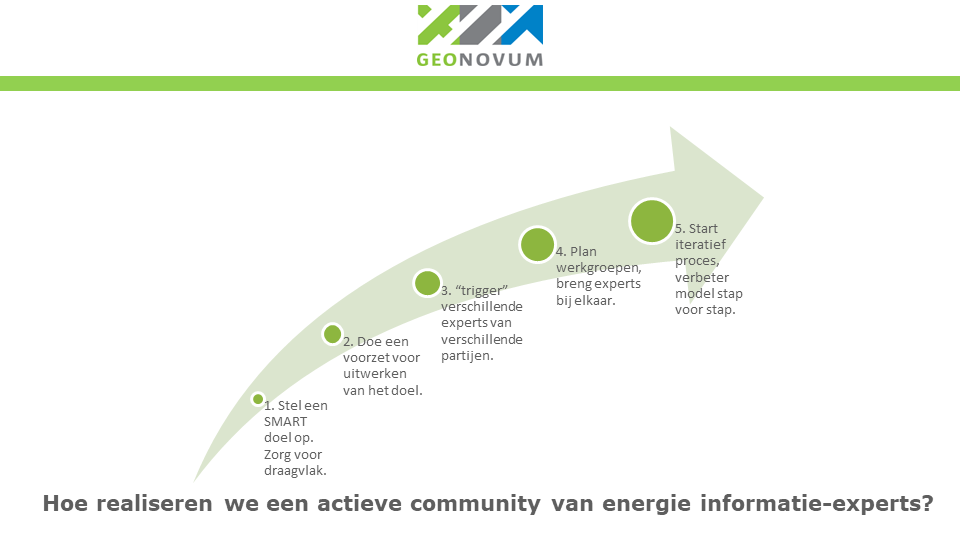 GEONOVUM
1. Stel een
SMART
doel op.
Zorg voor
draagvlak.
2. Doe een
voorzet voor
uitwerken
van het doel.
3. “trigger”
verschillende
experts van
verschillende
partijen.
4. Plan
werkgroepen,
breng experts
bij elkaar.
5. Start
iteratief
proces,
verbeter
model stap
voor stap.
Hoe realiseren we een actieve community van energie informatie-experts?